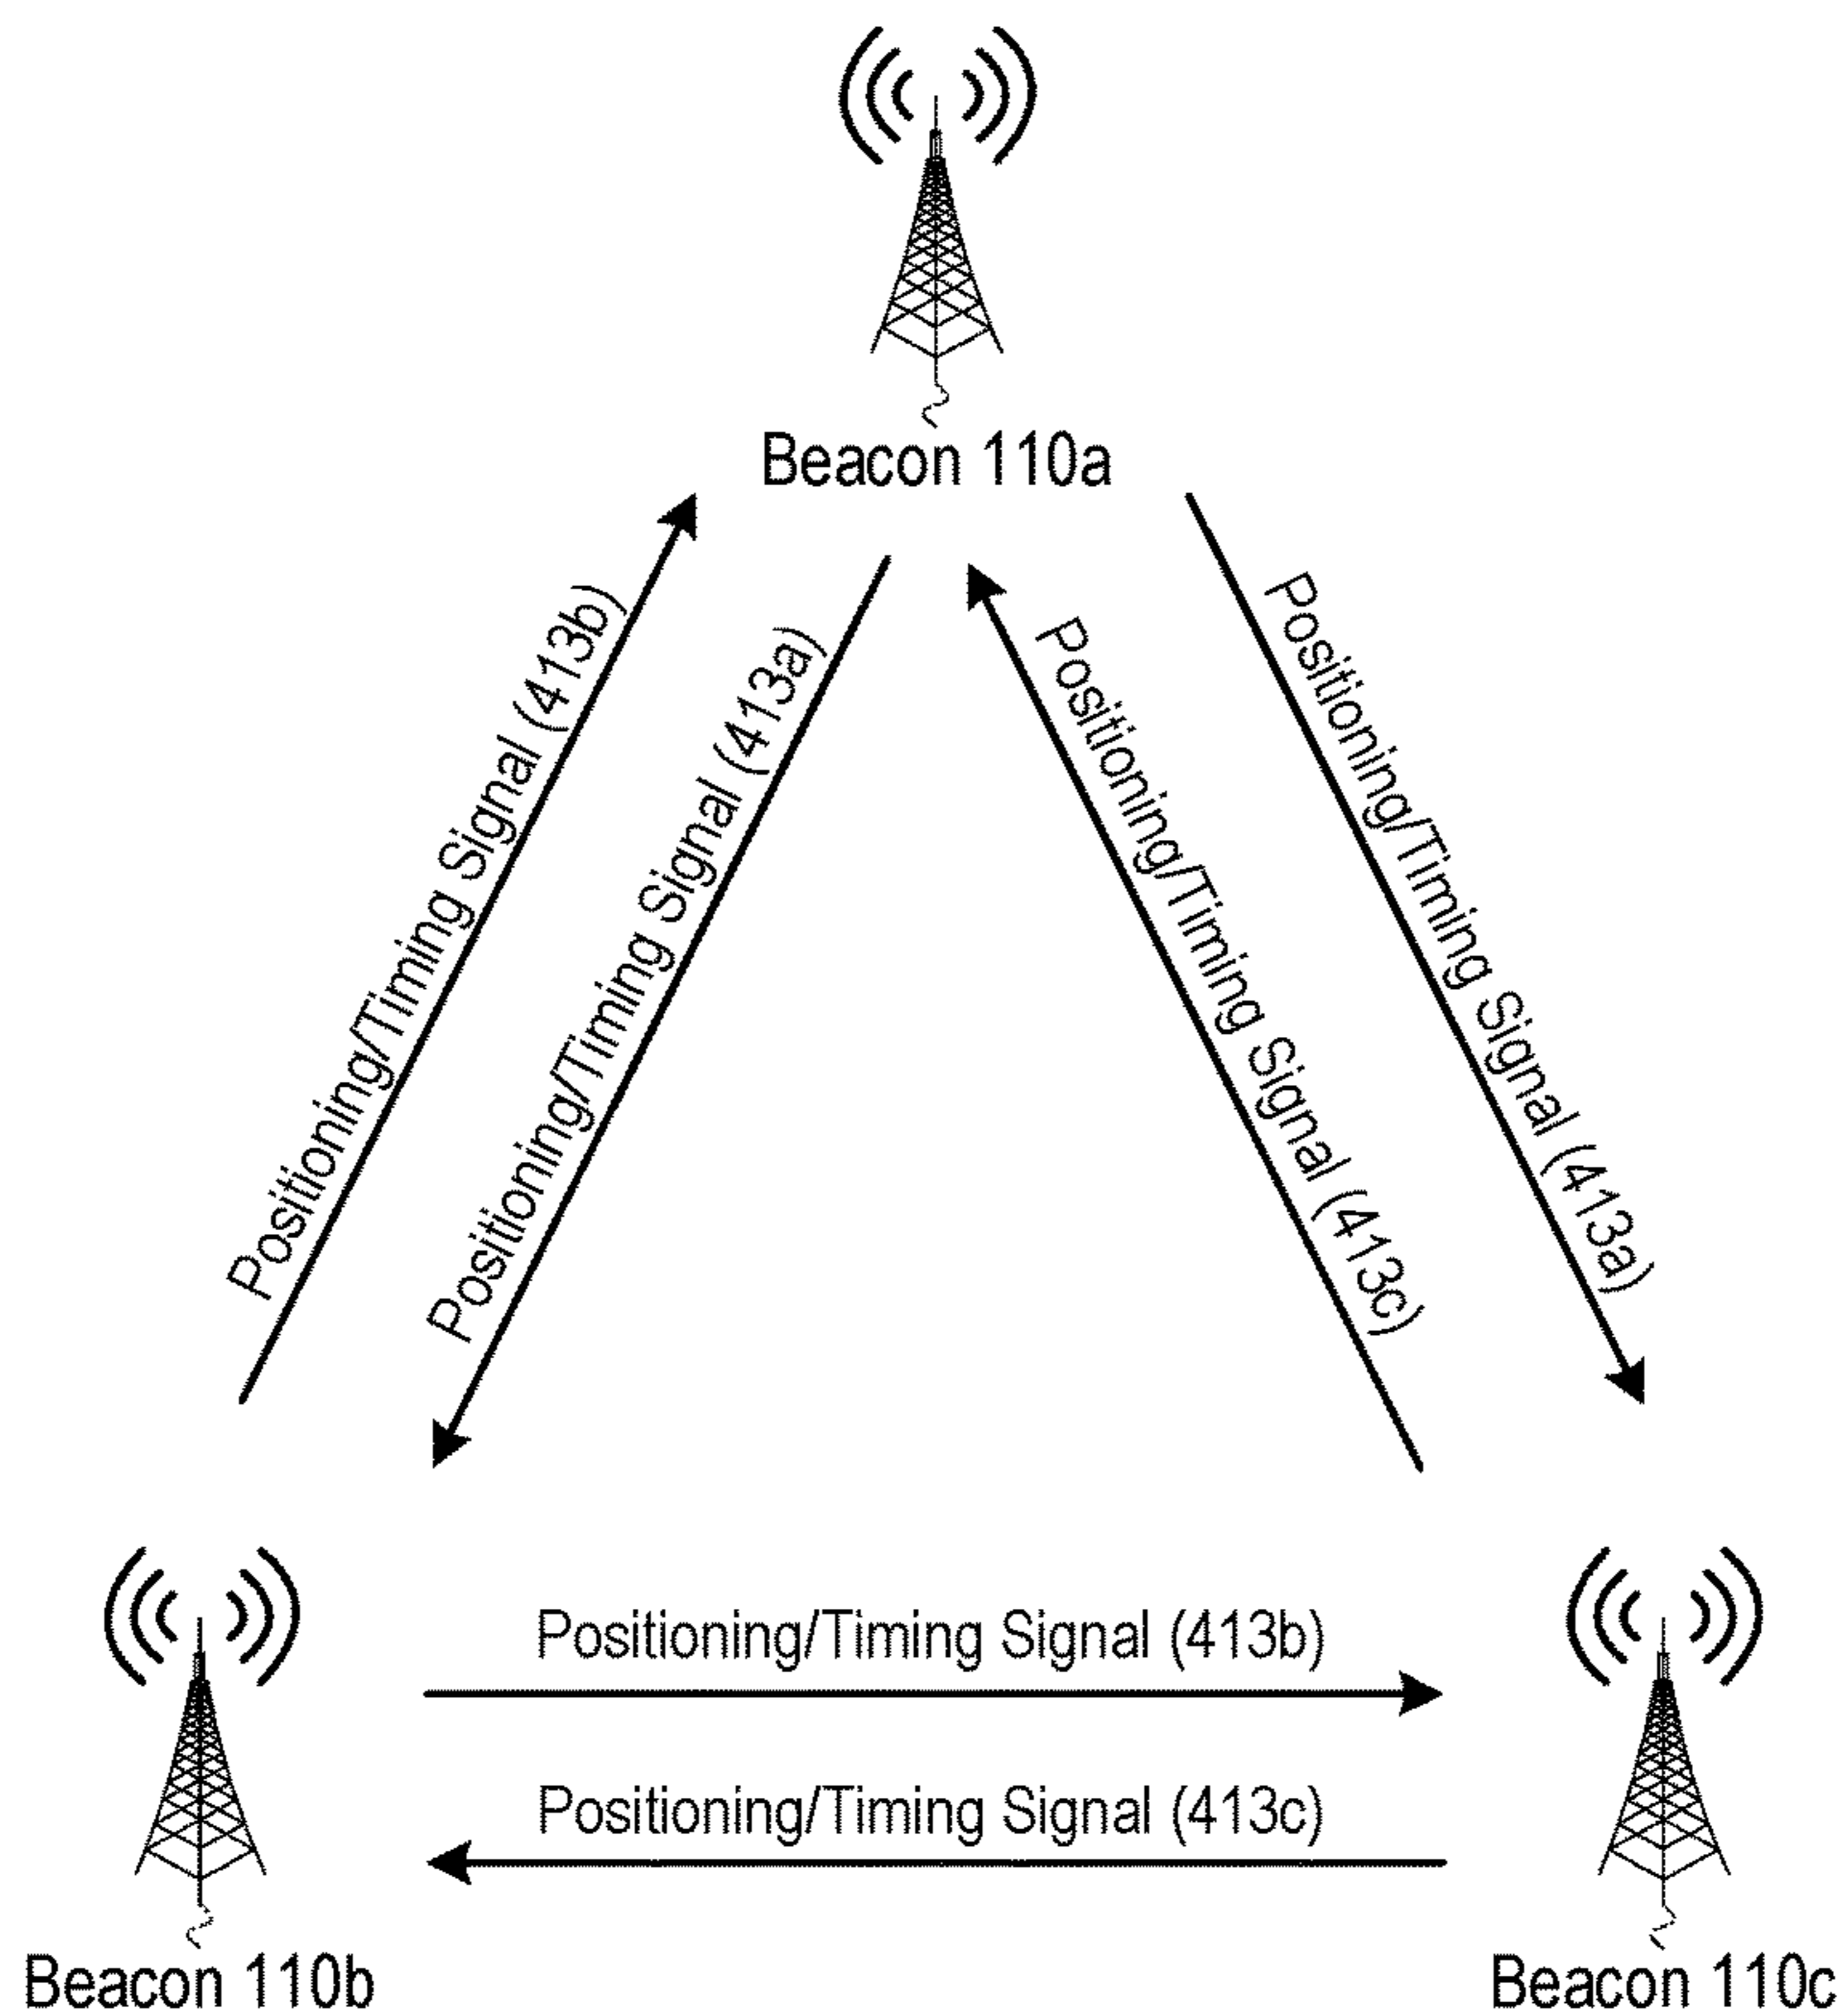 Beacon 110a
Positioning/Timing Signal (413b)
Positioning/Timing Signal (413a)
Positioning/Timing Signal (413c)
Positioning/Timing Signal (413a)
Positioning/Timing Signal (413b)
Positioning/Timing Signal (413c)
Beacon 110b
Beacon 110c